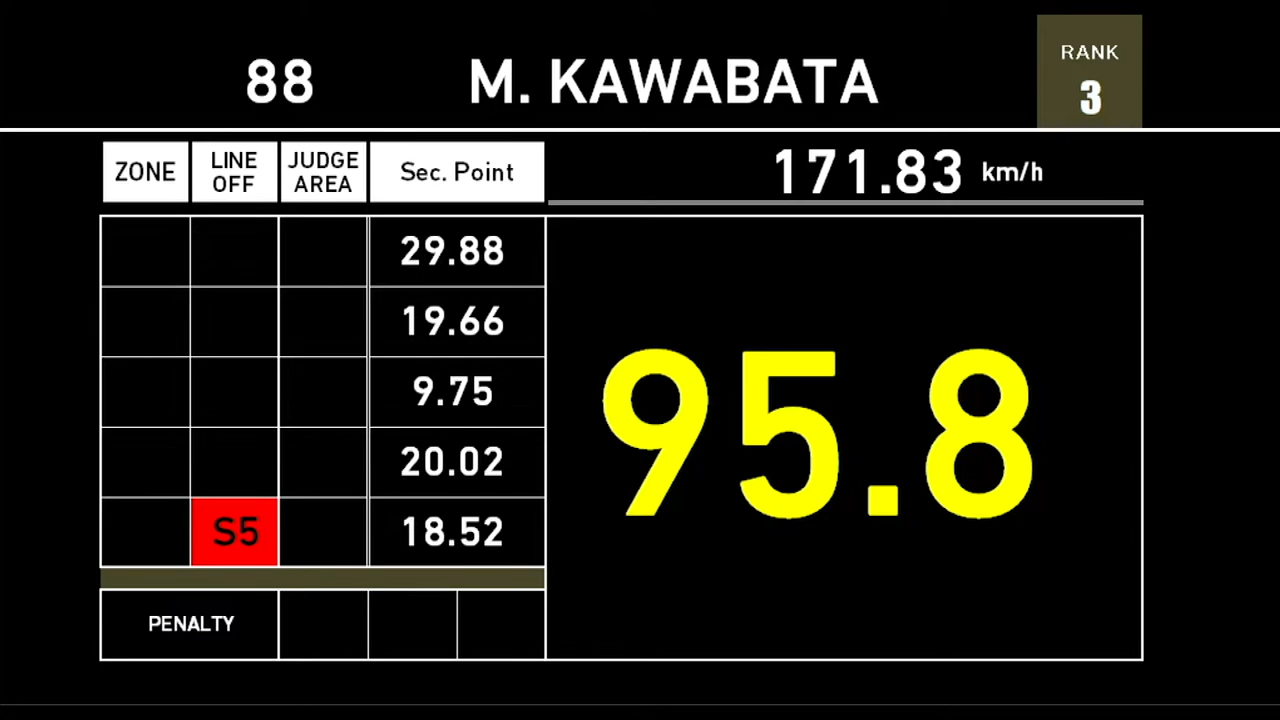 88 M. KAWABATA
RANK
3
ZONE
LINE
OFF
JUDGE
AREA
Sec. Point
171.83 km/h
29.88
19.66
9.75
20.02
S5 18.52
95.8
PENALTY